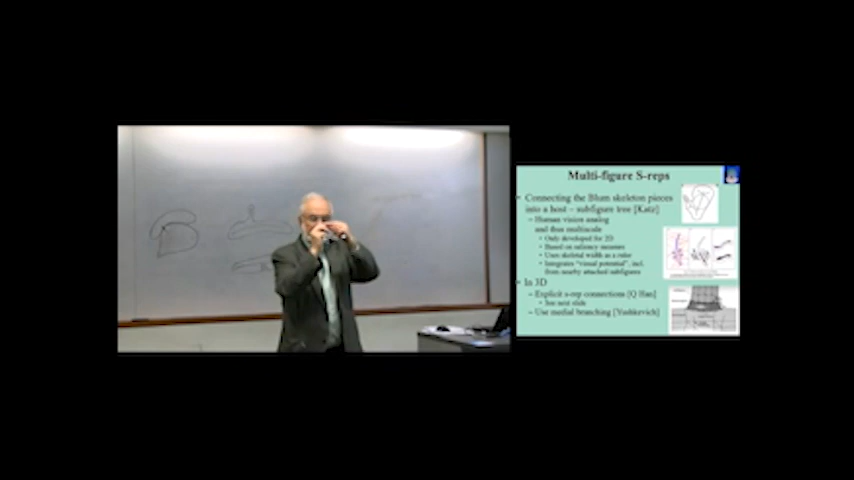 Multi-figure S-reps
• Connecting the Blum skeleton pieces
into a host – subfigure tree [Katz]
– Human vision analog
and thus multiscale
• Only developed for 2D
• Based on saliency measures
• Uses skeletal width as a ruler
• Integrates "visual potential", incl.
from nearby attached subfigures
• In 3D
– Explicit s-rep connections [Q Han]
• See next slide
– Use medial branching [Yushkevich]